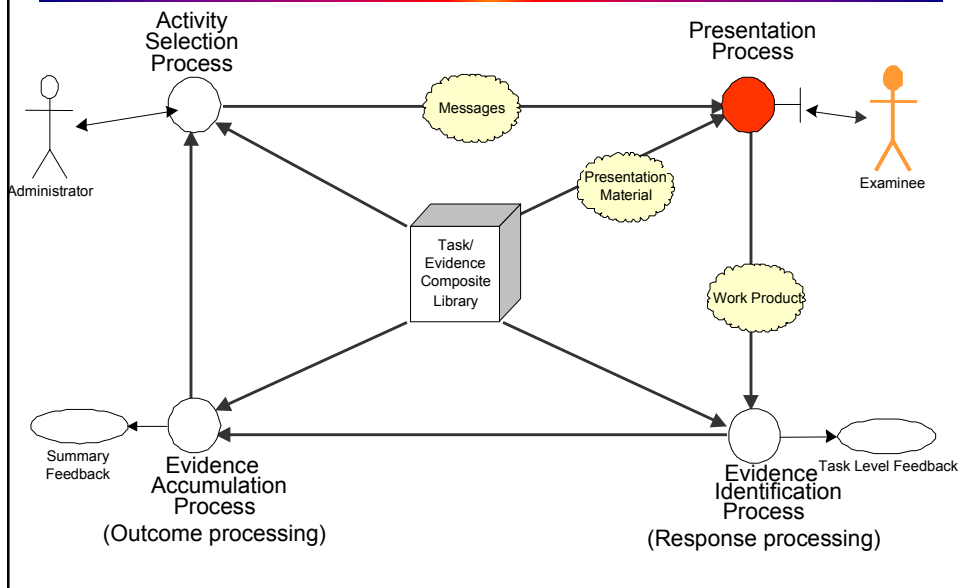 Activity
Selection
Process
Presentation
Process
Messages
Administrator
Presentation
Material
Examinee
Task/
Evidence
Composite
Library
Work Product
Summary
Feedback
Evidence
Accumulation
Process
(Outcome processing)
Evidence
Identification
Process
(Response processing)
Task Level Feedback